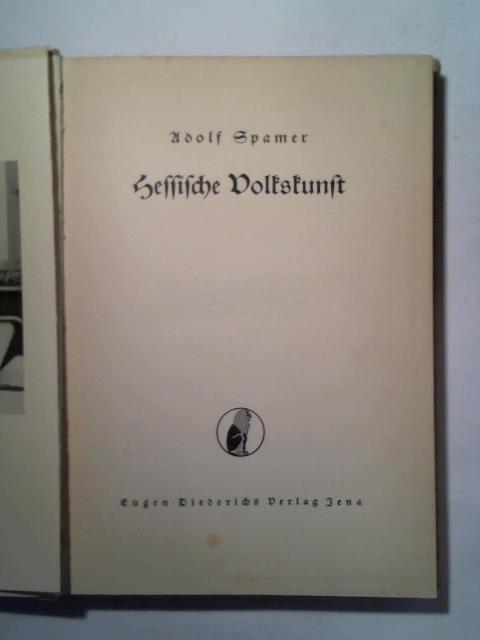 Adolf Spamer
Hessische Volkskunst
Eugen Diederichs Verlag Jena